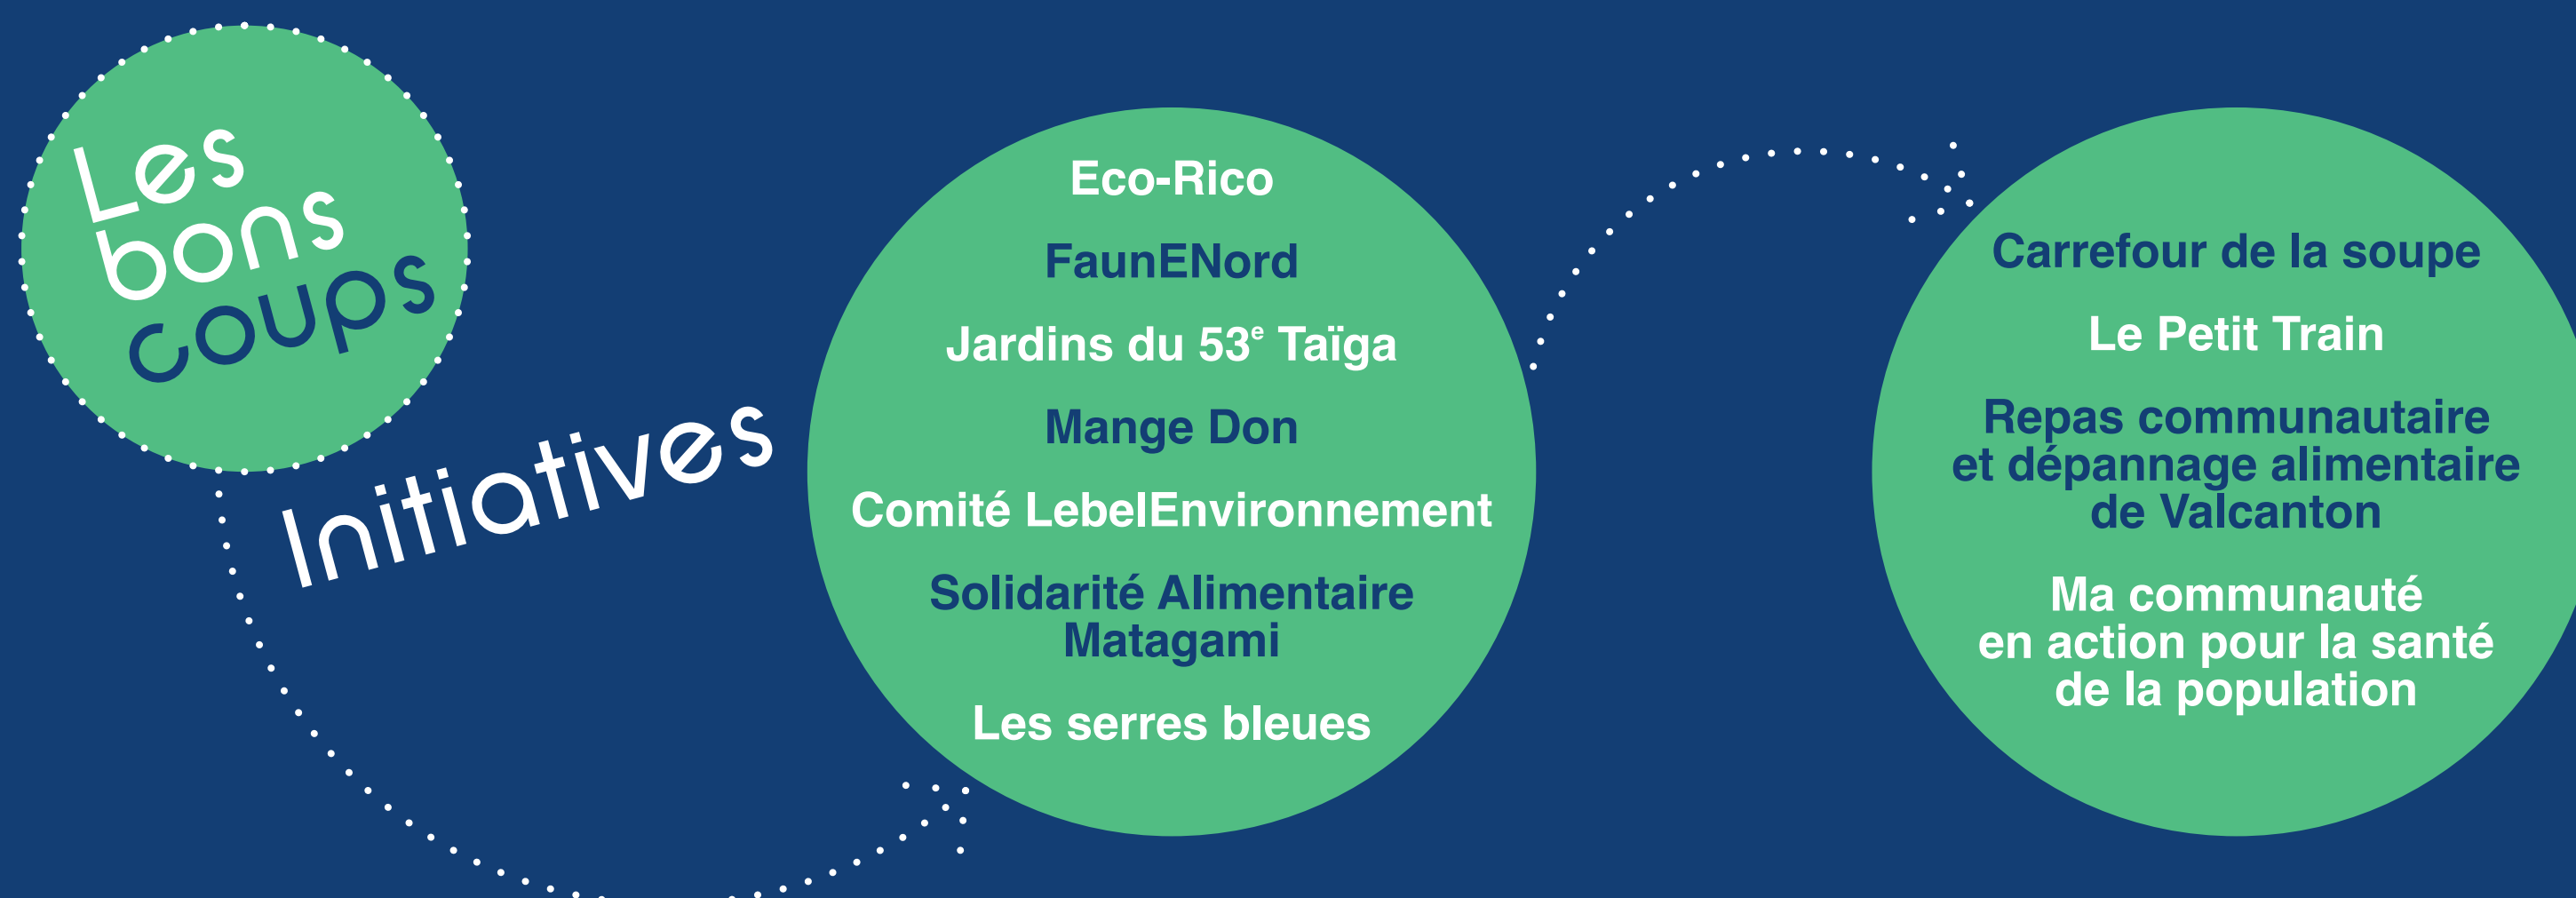 Les
bons
coups
Initiatives
Eco-Rico
FaunENord
Jardins du 53e Taïga
Mange Don
Comité LebelEnvironnement
Solidarité Alimentaire
Matagami
Les serres bleues
Carrefour de la soupe
Le Petit Train
Repas communautaire
et dépannage alimentaire
de Valcanton
Ma communauté
en action pour la santé
de la population